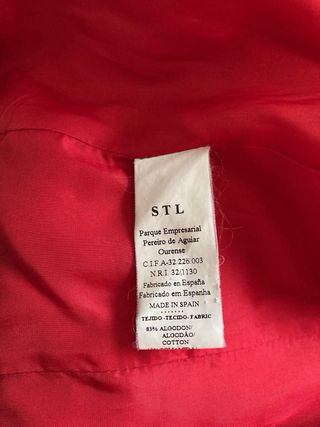 STL
Parque Empresarial
Pereiro de Aguiar
Ourense
C.I.F.A-32.226.003
N.R.I. 32/1130
Fabricado en España
Fabricado em Espanha
MADE IN SPAIN
TEJIDO -TECIDO- FABRIC
83% ALGODON/
ALGODÃO/
COTTON